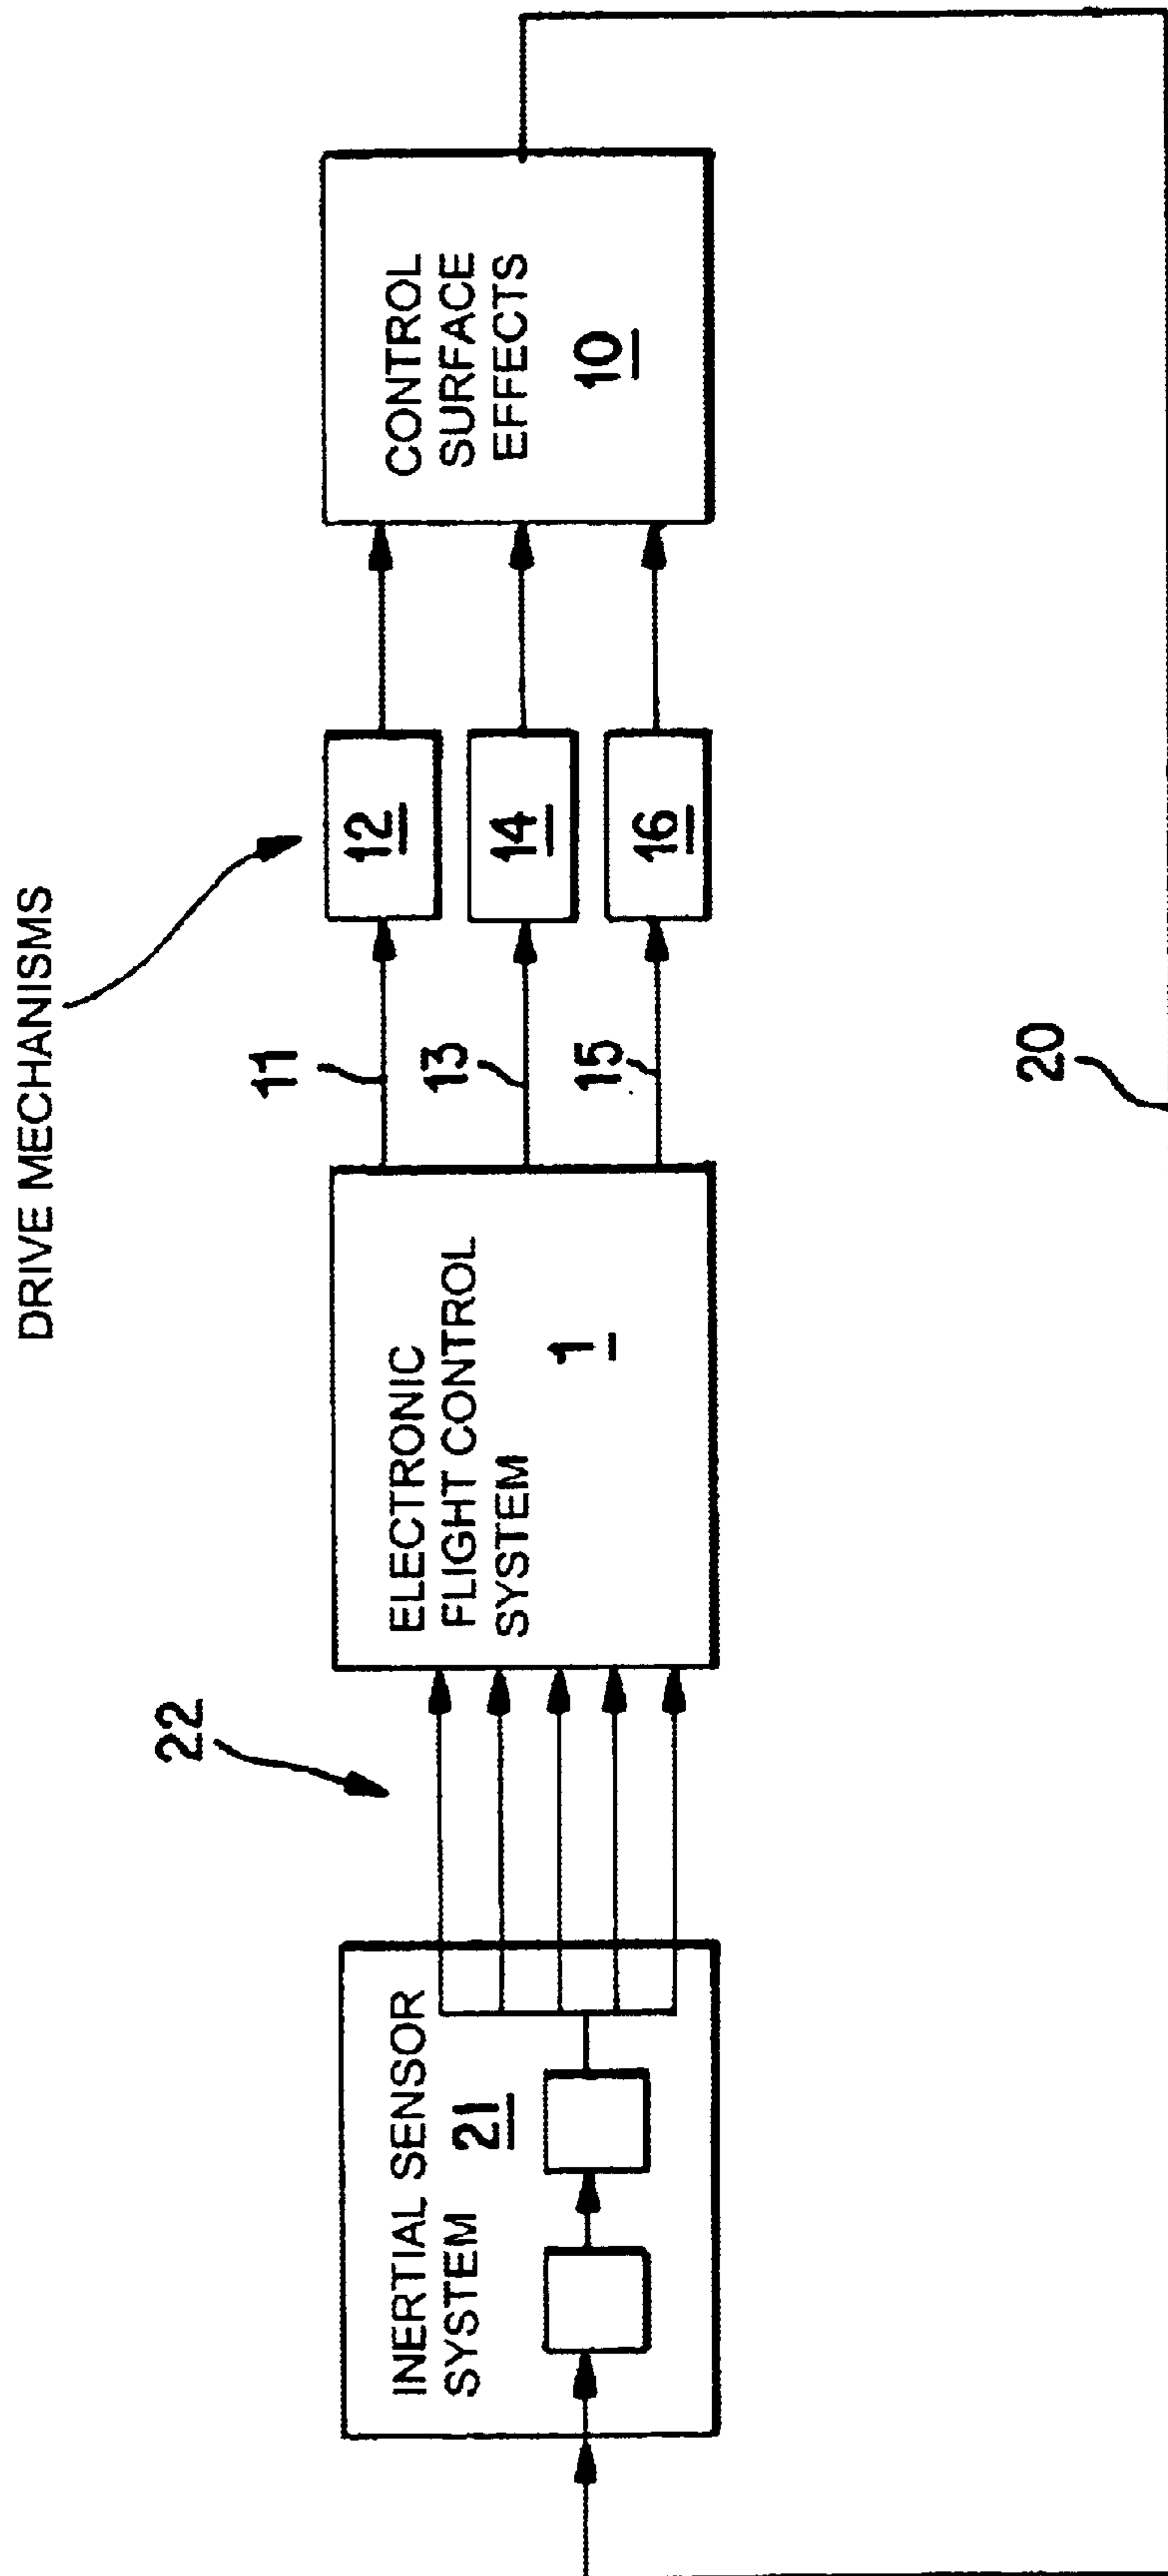 DRIVE MECHANISMS
22
11
12
13
14
15
16
INERTIAL SENSOR
SYSTEM
21
ELECTRONIC
FLIGHT CONTROL
SYSTEM
1
CONTROL
SURFACE
EFFECTS
10
20